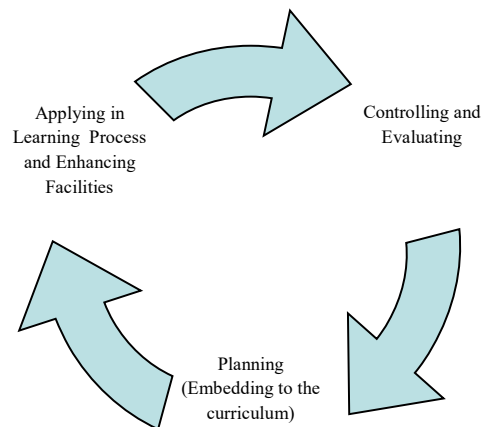 Applying in
Learning Process
and Enhancing
Facilities
Controlling and
Evaluating
Planning
(Embedding to the
curriculum)